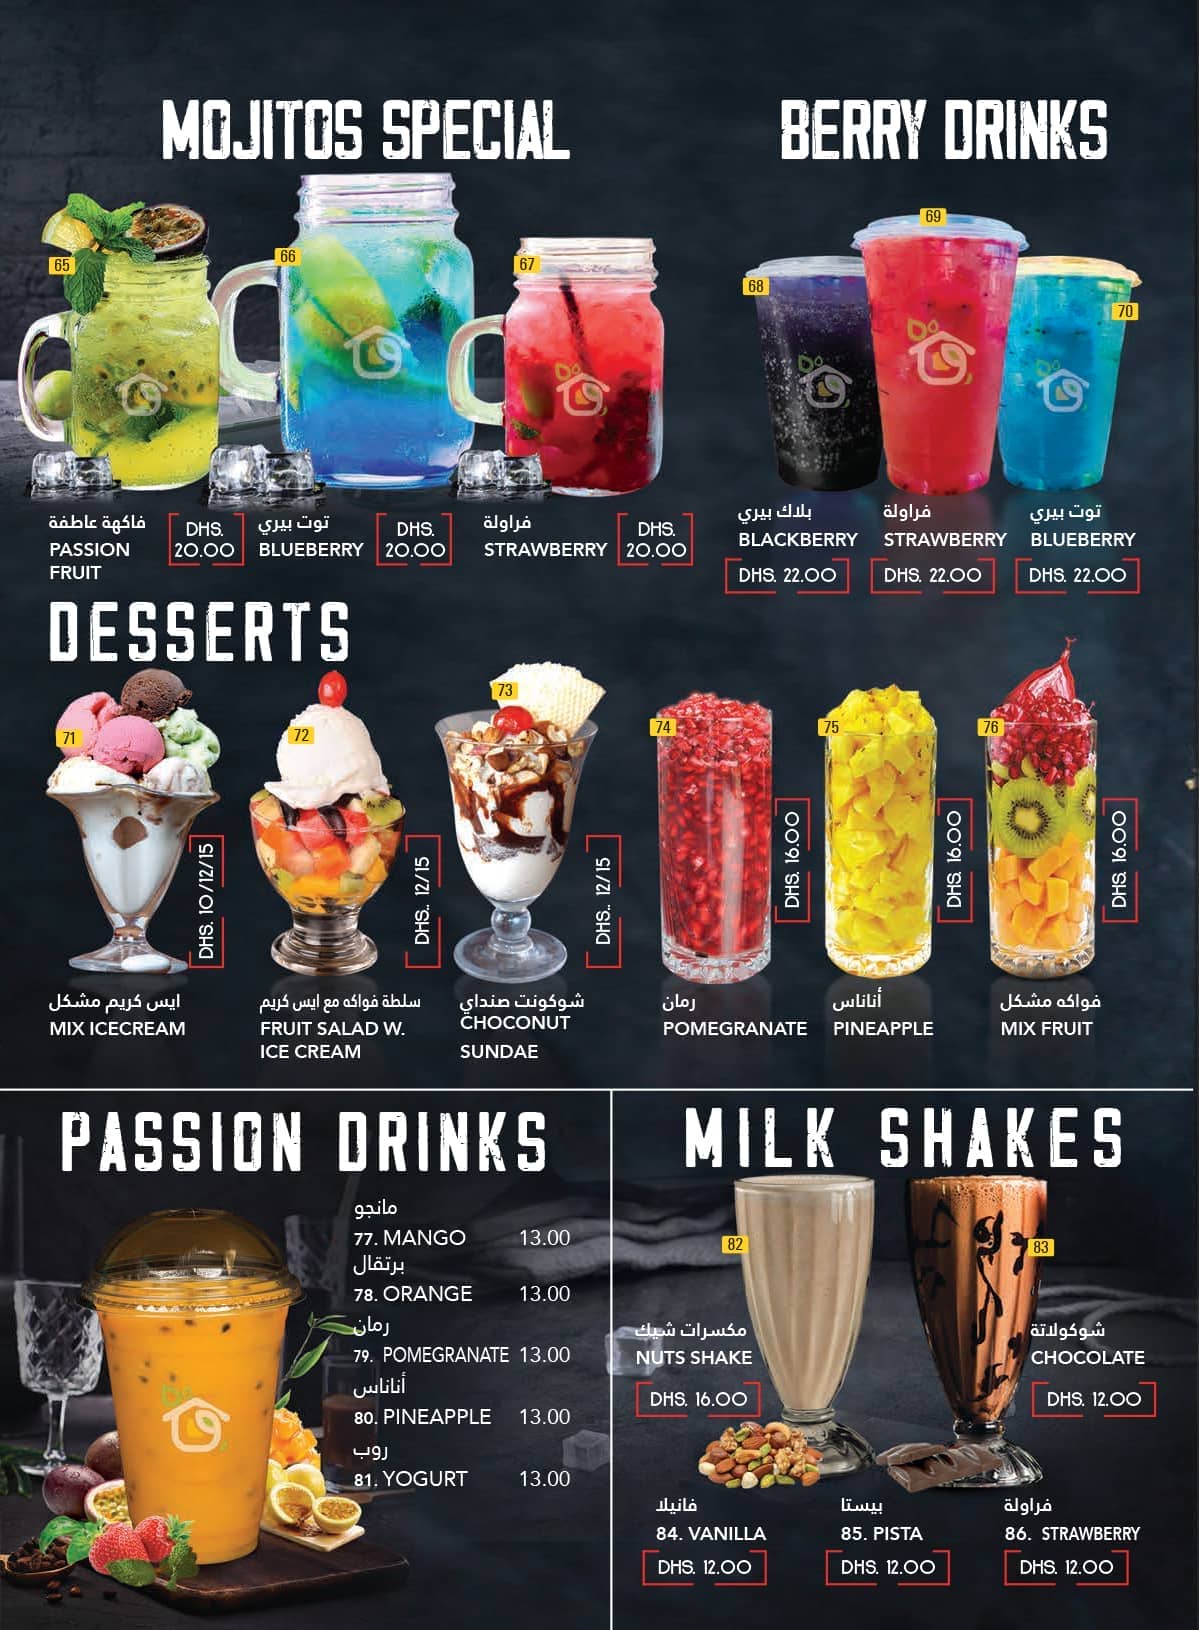 MOJITOS SPECIAL
65
66
67
فاكهة عاطفة
PASSION
FRUIT
DHS.
20.00
توت بيري
BLUEBERRY
DHS.
20.00
فراولة
STRAWBERRY
DHS.
20.00
BERRY DRINKS
68
69
70
بلاك بيري
BLACKBERRY
DHS. 22.00
فراولة
STRAWBERRY
DHS. 22.00
توت بيري
BLUEBERRY
DHS. 22.00
DESSERTS
71
DHS. 10/12/15
ايس كريم مشكل
MIX ICECREAM
72
DHS.. 12/15
سلطة فواكه مع ايس كريم
FRUIT SALAD W.
ICE CREAM
73
DHS.. 12/15
شوكونت صنداي
CHOCONUT
SUNDAE
74
DHS. 16.00
رمان
POMEGRANATE
75
DHS. 16.00
أناناس
PINEAPPLE
76
DHS. 16.00
فواكه مشكل
MIX FRUIT
PASSION DRINKS
مانجو
77. MANGO 13.00
برتقال
78. ORANGE 13.00
رمان
79. POMEGRANATE 13.00
أناناس
80. PINEAPPLE 13.00
روب
81. YOGURT 13.00
MILK SHAKES
82
مكسرات شيك
NUTS SHAKE
DHS. 16.00
83
شوكولاتة
CHOCOLATE
DHS. 12.00
فانيلا
84. VANILLA
DHS. 12.00
بيستا
85. PISTA
DHS. 12.00
فراولة
86. STRAWBERRY
DHS. 12.00